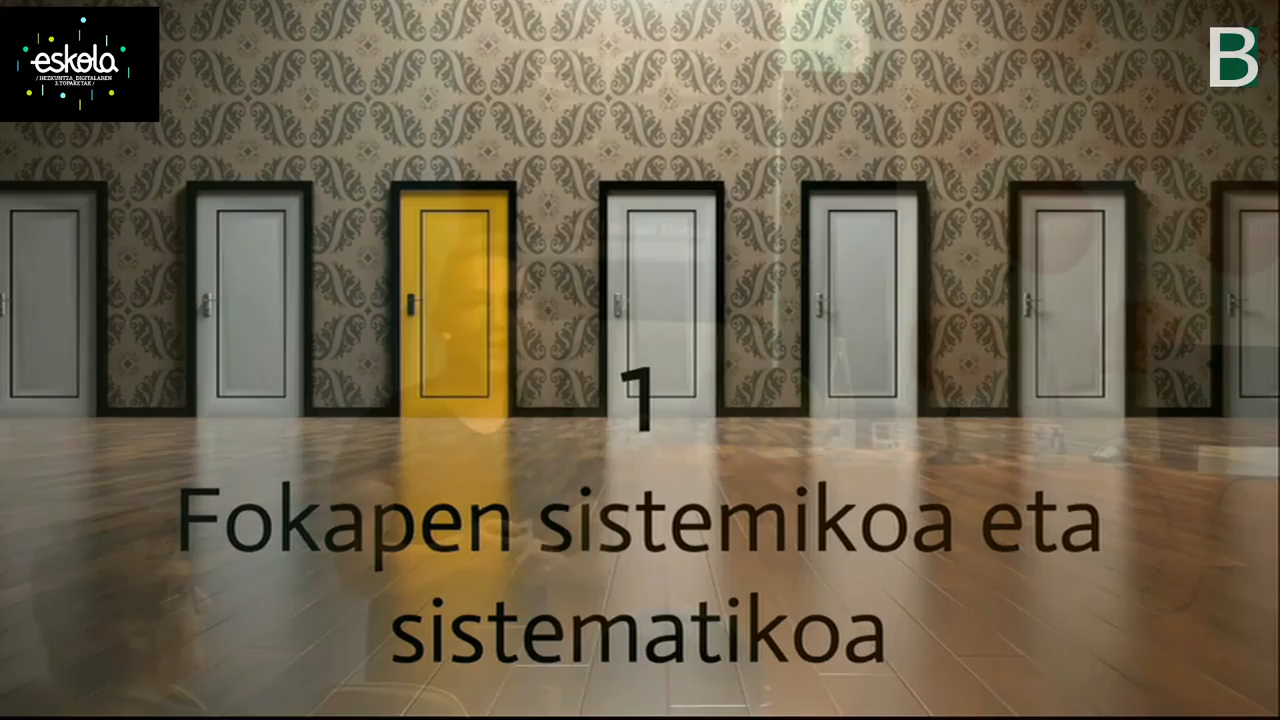 eskola
/ HEZKUNTZA_DIGITALAREN
3.TOPAKETAK /
B
1
Fokapen sistemikoa eta
sistematikoa